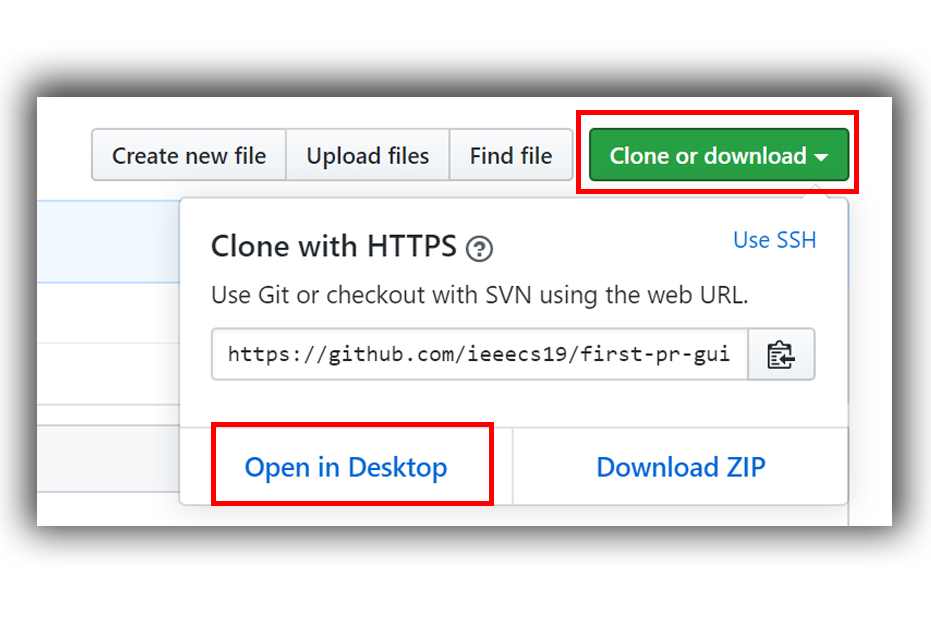 Create new file Upload files Find file Clone or download
Clone with HTTPS Use SSH
Use Git or checkout with SVN using the web URL.
https://github.com/ieeecs19/first-pr-gui
Open in Desktop Download ZIP